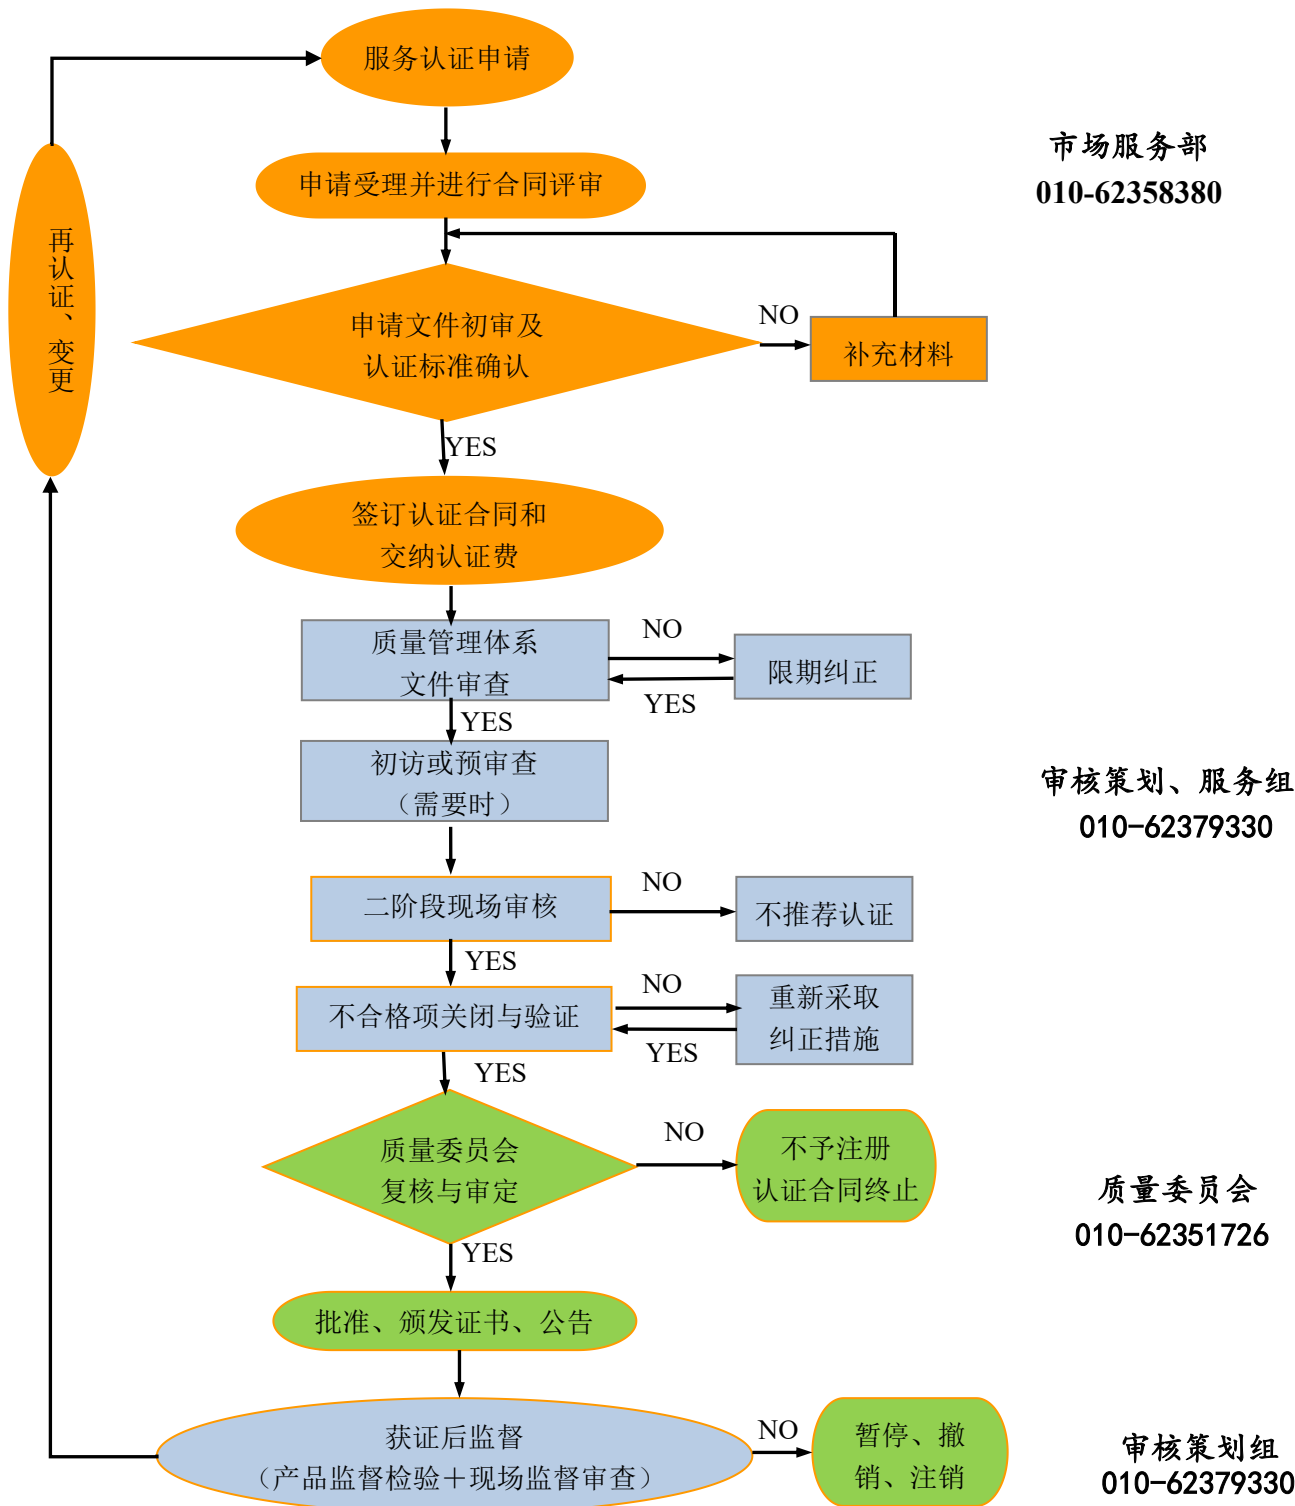 服务认证申请
市场服务部
010-62358380
申请受理并进行合同评审
再认证、变更
申请文件初审及
认证标准确认
NO
补充材料
YES
签订认证合同和
交纳认证费
质量管理体系
文件审查
NO
YES
限期纠正
YES
初访或预审查
（需要时）
审核策划、服务组
010-62379330
二阶段现场审核
NO
不推荐认证
YES
不合格项关闭与验证
NO
YES
重新采取
纠正措施
YES
质量委员会
复核与审定
NO
不予注册
认证合同终止
质量委员会
010-62351726
YES
批准、颁发证书、公告
获证后监督
（产品监督检验＋现场监督审查）
NO
暂停、撤
销、注销
审核策划组
010-62379330